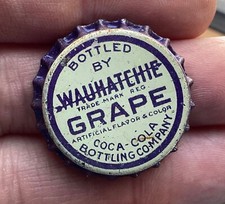 BOTTLED
BY
WAUHATCHIE
TRADE MARK REG
GRAPE
ARTIFICIAL FLAVOR & COLOR
COCA-COLA
BOTTLING COMPANY